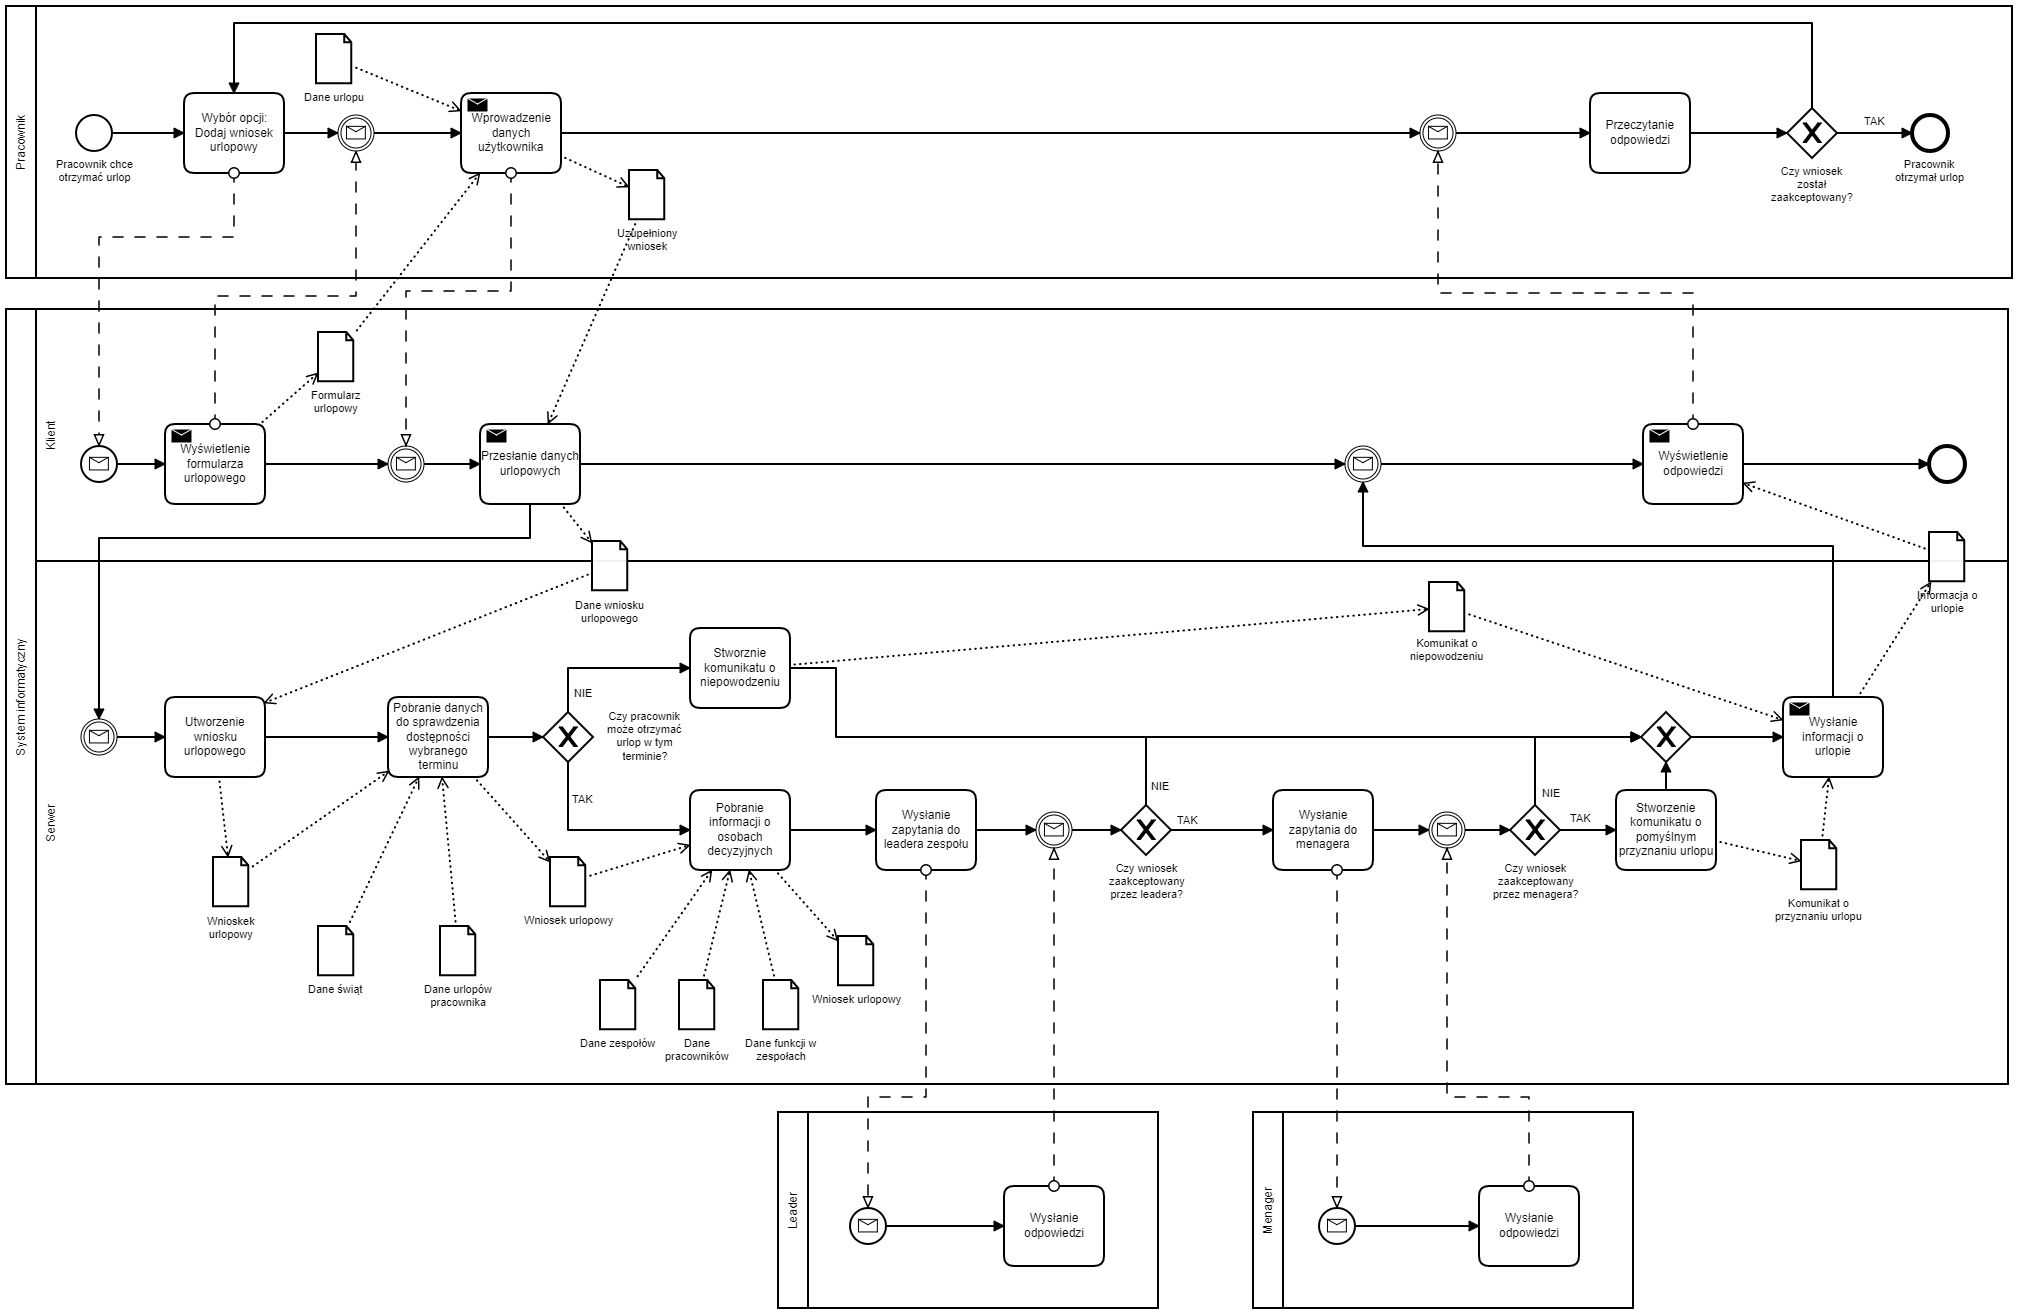 Pracownik
Pracownik chce
otrzymać urlop
Wybór opcji:
Dodaj wniosek
urlopowy
Dane urlopu
Wprowadzenie
danych
użytkownika
Uzupełniony
wniosek
Przeczytanie
odpowiedzi
Czy wniosek
został
zaakceptowany?
TAK
Pracownik
otrzymał urlop
System informatyczny
Klient
Wyświetlenie
formularza
urlopowego
Formularz
urlopowy
Przesłanie danych
urlopowych
Wyświetlenie
odpowiedzi
Informacja o
urlopie
Dane wniosku
urlopowego
Serwer
Utworzenie
wniosku
urlopowego
Wnioskek
urlopowy
Pobranie danych
do sprawdzenia
dostępności
wybranego
terminu
Dane świąt
Dane urlopów
pracownika
NIE
Czy pracownik
może otrzymać
urlop w tym
terminie?
TAK
Wniosek urlopowy
Stworznie
komunikatu o
niepowodzeniu
Komunikat o
niepowodzeniu
Pobranie
informacji o
osobach
decyzyjnych
Dane zespołów
Dane
pracowników
Dane funkcji w
zespołach
Wniosek urlopowy
Wysłanie
zapytania do
leadera zespołu
NIE
TAK
Czy wniosek
zaakceptowany
przez leadera?
Wysłanie
zapytania do
menagera
NIE
TAK
Czy wniosek
zaakceptowany
przez menagera?
Stworzenie
komunikatu o
pomyślnym
przyznaniu urlopu
Komunikat o
przyznaniu urlopu
Wysłanie
informacji o
urlopie
Leader
Wysłanie
odpowiedzi
Menager
Wysłanie
odpowiedzi